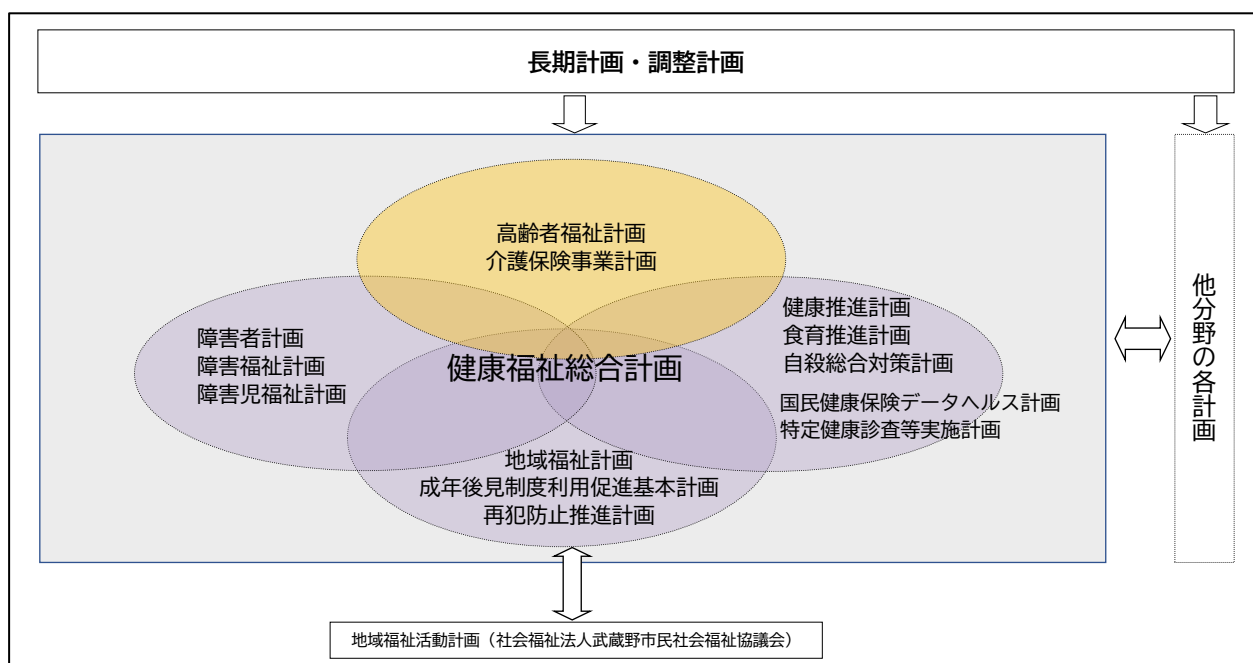 長期計画・調整計画
高齢者福祉計画
介護保険事業計画
障害者計画
障害福祉計画
障害児福祉計画
健康福祉総合計画
健康推進計画
食育推進計画
自殺総合対策計画
国民健康保険データヘルス計画
特定健康診査等実施計画
地域福祉計画
成年後見制度利用促進基本計画
再犯防止推進計画
他分野の各計画
地域福祉活動計画（社会福祉法人武蔵野市民社会福祉協議会）